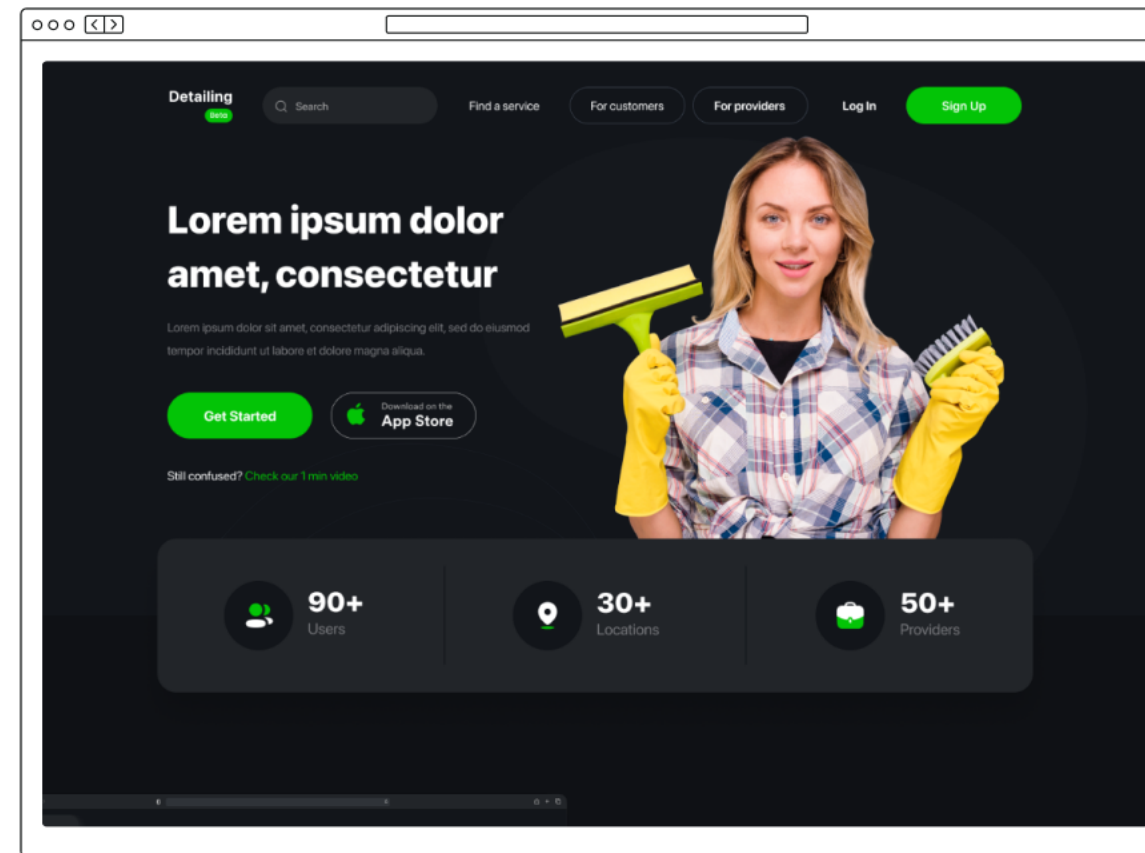 Detailing
Beta
Search
Find a service
For customers
For providers
Log In
Sign Up
Lorem ipsum dolor
amet, consectetur
Lorem ipsum dolor sit amet, consectetur adipiscing elit, sed do eiusmod
tempor incididunt ut labore et dolore magna aliqua.
Get Started
Download on the
App Store
Still confused? Check our 1 min video
90+
Users
30+
Locations
50+
Providers